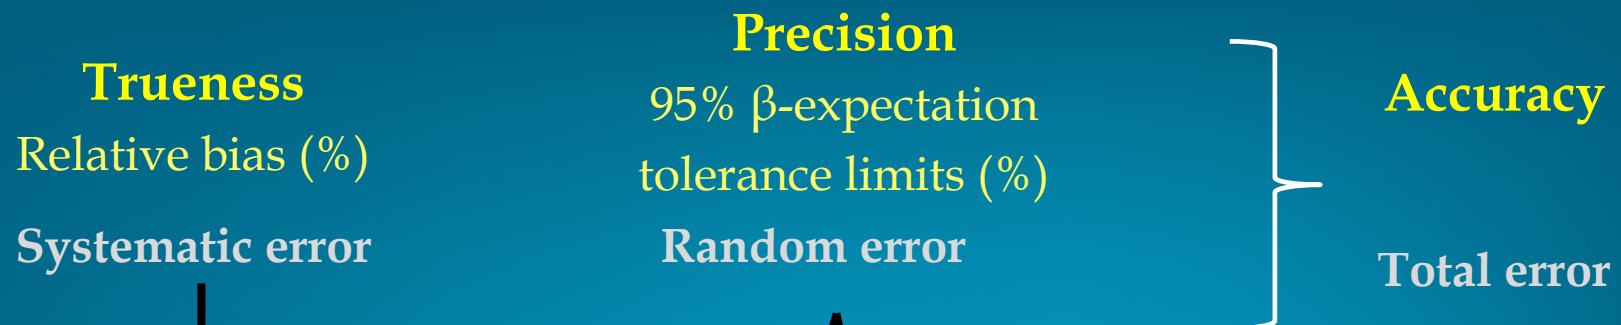 Trueness
Relative bias (%)
Systematic error
Precision
95% β-expectation
tolerance limits (%)
Random error
Accuracy
Total error